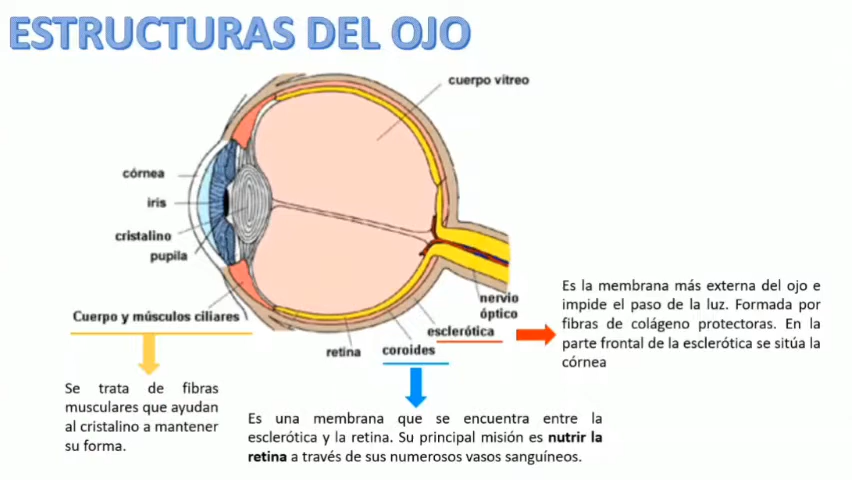 ESTRUCTURAS DEL OJO
cuerpo vítreo
córnea
iris
cristalino
pupila
Cuerpo y músculos ciliares
nervio
óptico
esclerótica
retina
coroides
Es la membrana más externa del ojo e
impide el paso de la luz. Formada por
fibras de colágeno protectoras. En la
parte frontal de la esclerótica se sitúa la
córnea
Se trata de fibras
musculares que ayudan
al cristalino a mantener
su forma.
Es una membrana que se encuentra entre la
esclerótica y la retina. Su principal misión es nutrir la
retina a través de sus numerosos vasos sanguíneos.